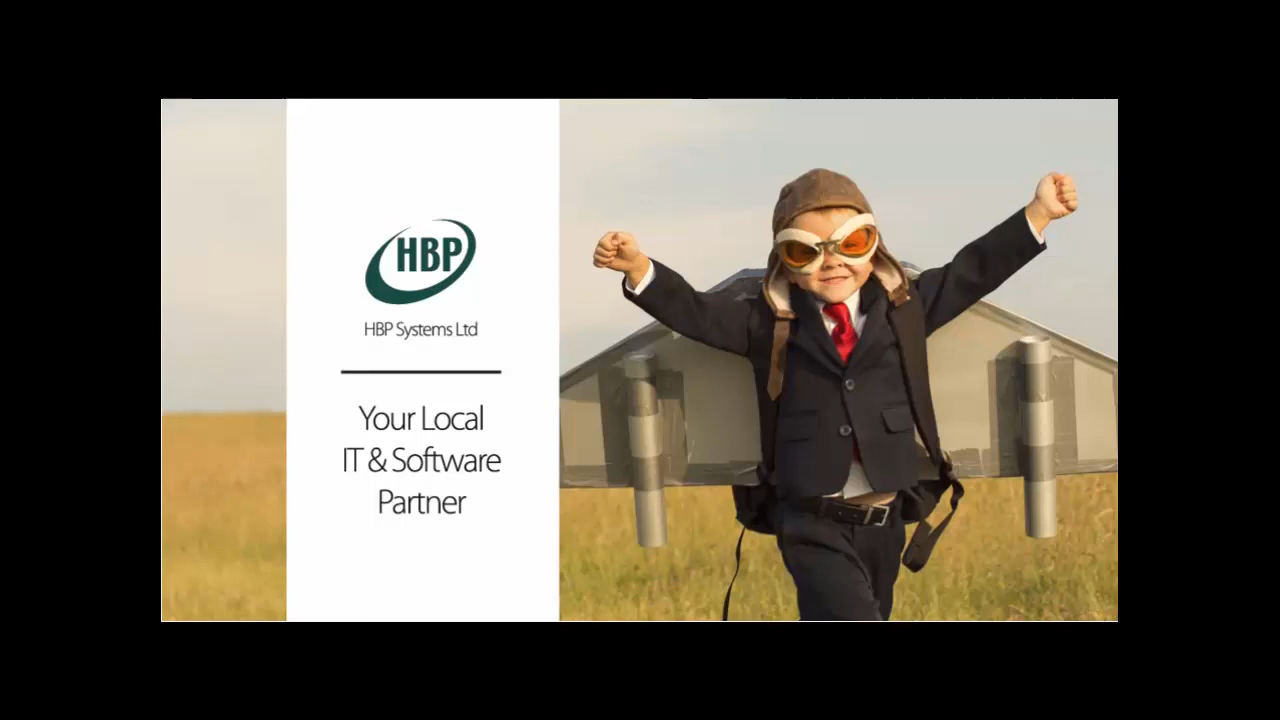 HBP
HBP Systems Ltd
Your Local
IT & Software
Partner